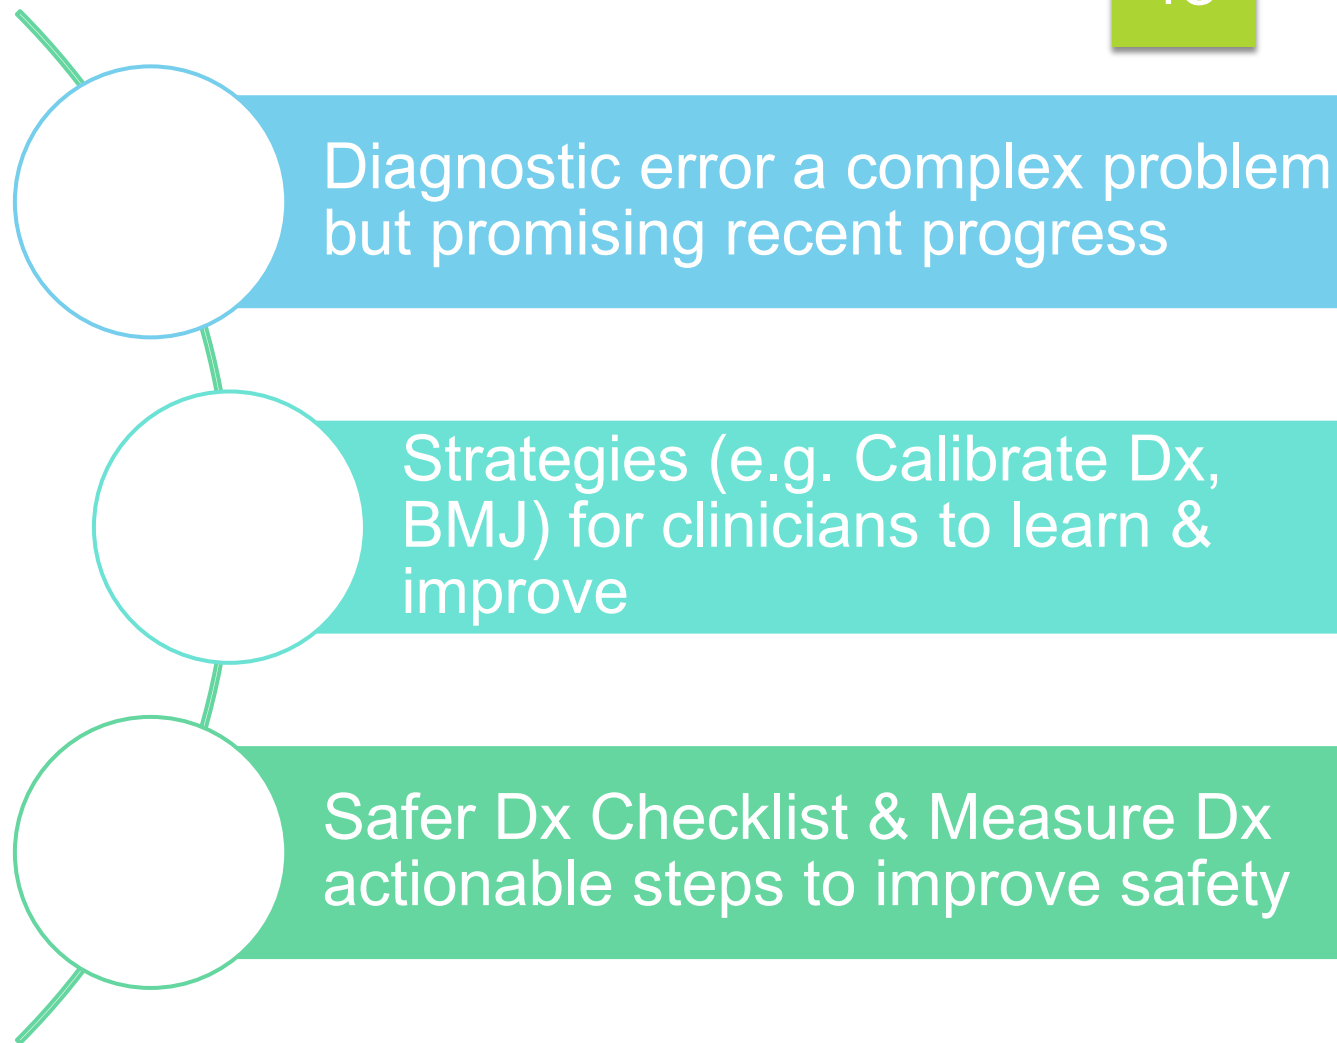 Diagnostic error a complex problem
but promising recent progress
Strategies (e.g. Calibrate Dx,
BMJ) for clinicians to learn &
improve
Safer Dx Checklist & Measure Dx
actionable steps to improve safety